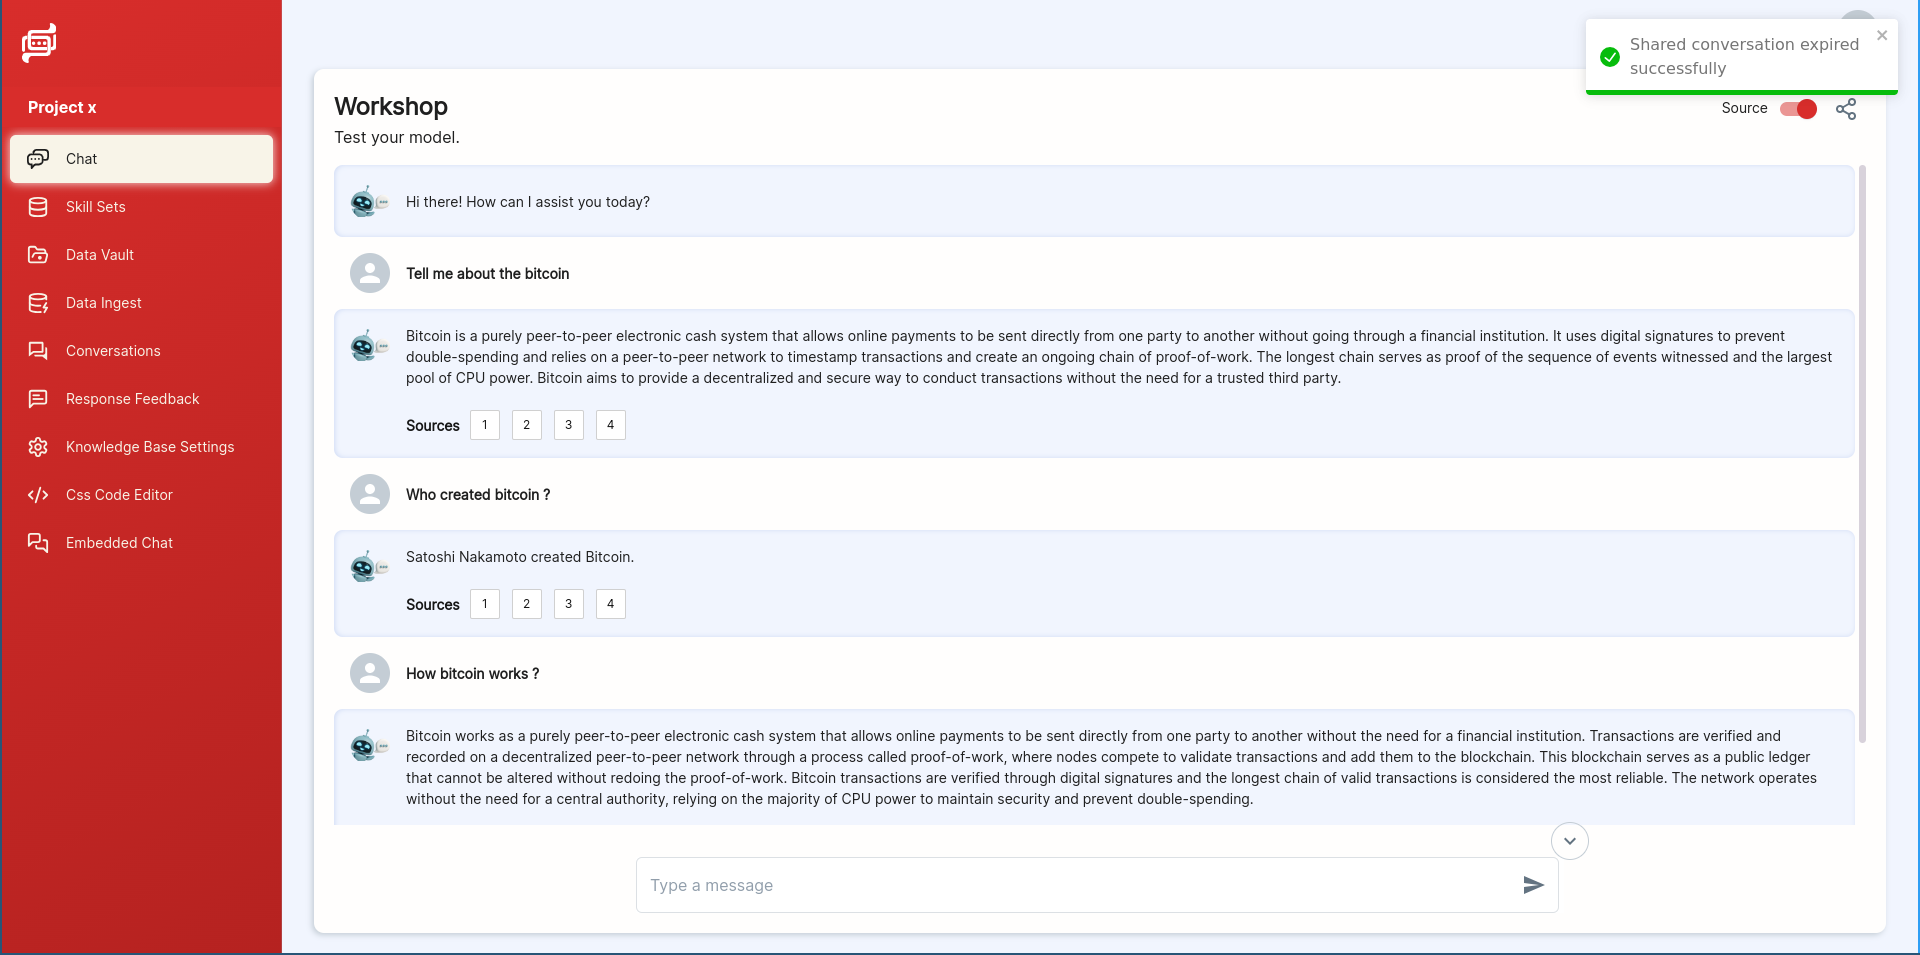 Project x
Chat
Skill Sets
Data Vault
Data Ingest
Conversations
Response Feedback
Knowledge Base Settings
Css Code Editor
Embedded Chat
Shared conversation expired
successfully
Workshop
Test your model.
Source
Hi there! How can I assist you today?
Tell me about the bitcoin
Bitcoin is a purely peer-to-peer electronic cash system that allows online payments to be sent directly from one party to another without going through a financial institution. It uses digital signatures to prevent
double-spending and relies on a peer-to-peer network to timestamp transactions and create an ongoing chain of proof-of-work. The longest chain serves as proof of the sequence of events witnessed and the largest
pool of CPU power. Bitcoin aims to provide a decentralized and secure way to conduct transactions without the need for a trusted third party.
Sources 1 2 3 4
Who created bitcoin ?
Satoshi Nakamoto created Bitcoin.
Sources 1 2 3 4
How bitcoin works ?
Bitcoin works as a purely peer-to-peer electronic cash system that allows online payments to be sent directly from one party to another without the need for a financial institution. Transactions are verified and
recorded on a decentralized peer-to-peer network through a process called proof-of-work, where nodes compete to validate transactions and add them to the blockchain. This blockchain serves as a public ledger
that cannot be altered without redoing the proof-of-work. Bitcoin transactions are verified through digital signatures and the longest chain of valid transactions is considered the most reliable. The network operates
without the need for a central authority, relying on the majority of CPU power to maintain security and prevent double-spending.
Type a message